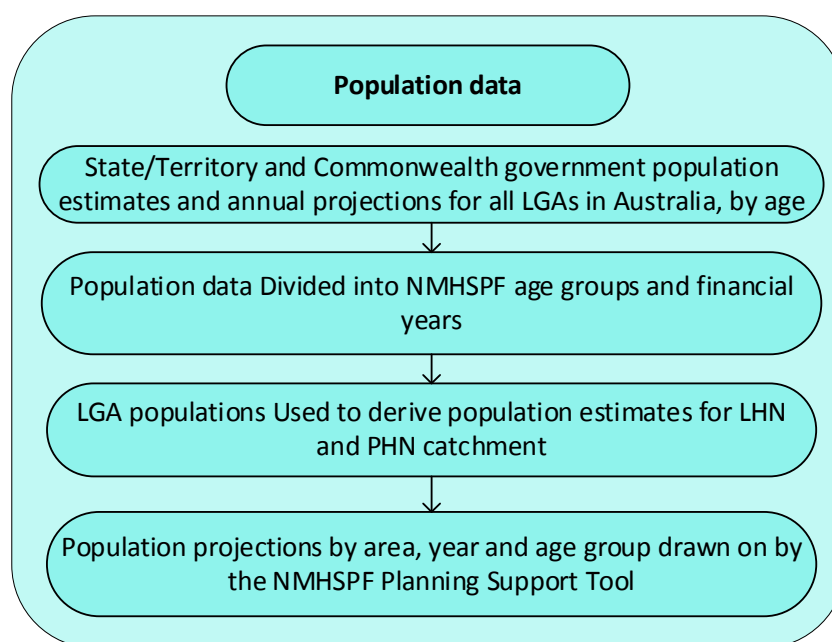 Population data
State/Territory and Commonwealth government population
estimates and annual projections for all LGAs in Australia, by age
Population data Divided into NMHSPF age groups and financial
years
LGA populations Used to derive population estimates for LHN
and PHN catchment
Population projections by area, year and age group drawn on by
the NMHSPF Planning Support Tool